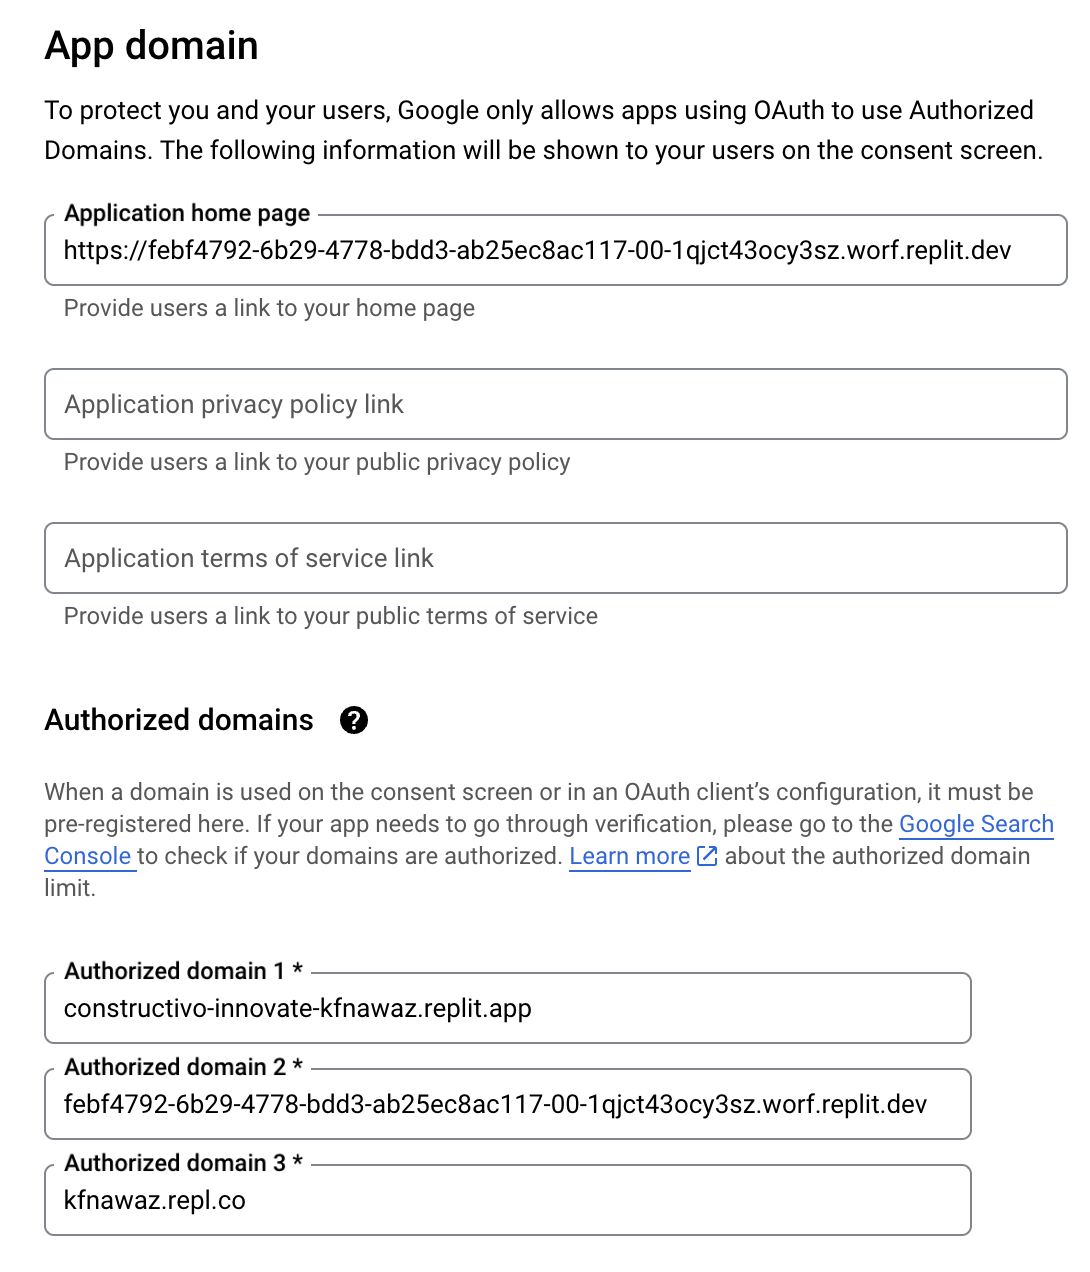 App domain
To protect you and your users, Google only allows apps using OAuth to use Authorized
Domains. The following information will be shown to your users on the consent screen.
Application home page
https://febf4792-6b29-4778-bdd3-ab25ec8ac117-00-1qjct43ocy3sz.worf.replit.dev
Provide users a link to your home page
Application privacy policy link
Provide users a link to your public privacy policy
Application terms of service link
Provide users a link to your public terms of service
Authorized domains ?
When a domain is used on the consent screen or in an OAuth client’s configuration, it must be
pre-registered here. If your app needs to go through verification, please go to the Google Search
Console to check if your domains are authorized. Learn more about the authorized domain
limit.
Authorized domain 1 *
constructivo-innovate-kfnawaz.replit.app
Authorized domain 2 *
febf4792-6b29-4778-bdd3-ab25ec8ac117-00-1qjct43ocy3sz.worf.replit.dev
Authorized domain 3 *
kfnawaz.repl.co